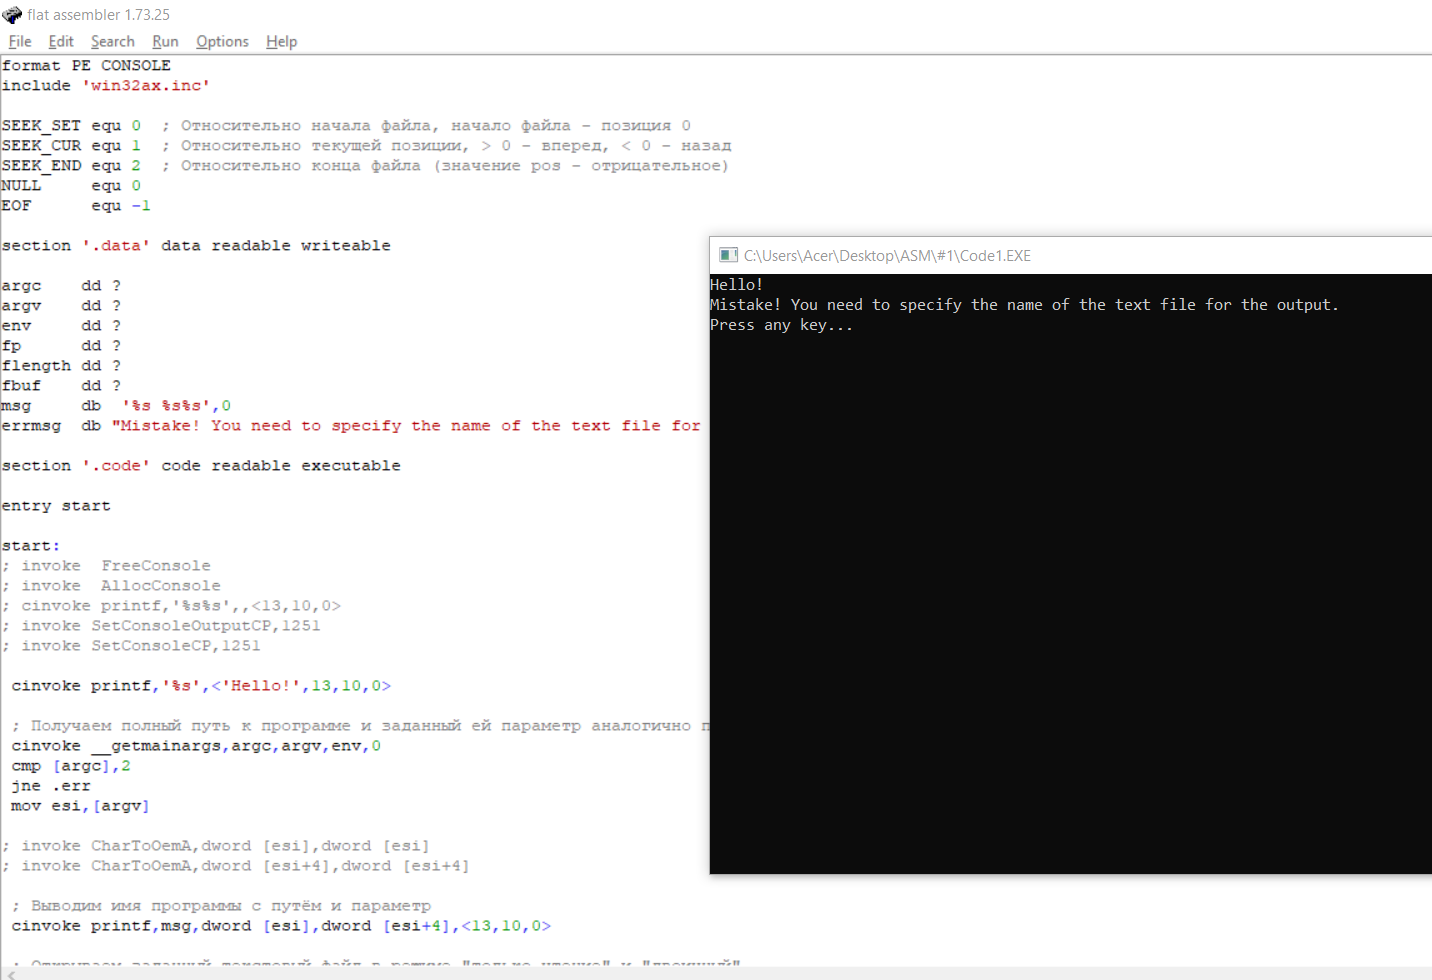 flat assembler 1.73.25
File Edit Search Run Options Help
format PE CONSOLE
include 'win32ax.inc'
SEEK_SET equ 0 ; Относительно начала файла, начало файла - позиция 0
SEEK_CUR equ 1 ; Относительно текущей позиции, > 0 - вперед, < 0 - назад
SEEK_END equ 2 ; Относительно конца файла (значение pos - отрицательное)
NULL equ 0
EOF equ -1
section '.data' data readable writeable
argc dd ?
argv dd ?
env dd ?
fp dd ?
flength dd ?
fbuf dd ?
msg db '%s %s%s',0
errmsg db "Mistake! You need to specify the name of the text file for
section '.code' code readable executable
entry start
start:
; invoke FreeConsole
; invoke AllocConsole
; cinvoke printf,'%s%s',,<13,10,0>
; invoke SetConsoleOutputCP,1251
; invoke SetConsoleCP,1251
cinvoke printf,'%s',<'Hello!',13,10,0>
; Получаем полный путь к программе и заданный ей параметр аналогично
cinvoke __getmainargs,argc,argv,env,0
cmp [argc],2
jne .err
mov esi,[argv]
; invoke CharToOemA,dword [esi],dword [esi]
; invoke CharToOemA,dword [esi+4],dword [esi+4]
; Выводим имя программы с путём и параметр
cinvoke printf,msg,dword [esi],dword [esi+4],<13,10,0>
; Открываем заданный текстовый файл в режиме "только чтение" и "двоичный"
C:\Users\Acer\Desktop\ASM\#1\Code1.EXE
Hello!
Mistake! You need to specify the name of the text file for the output.
Press any key...